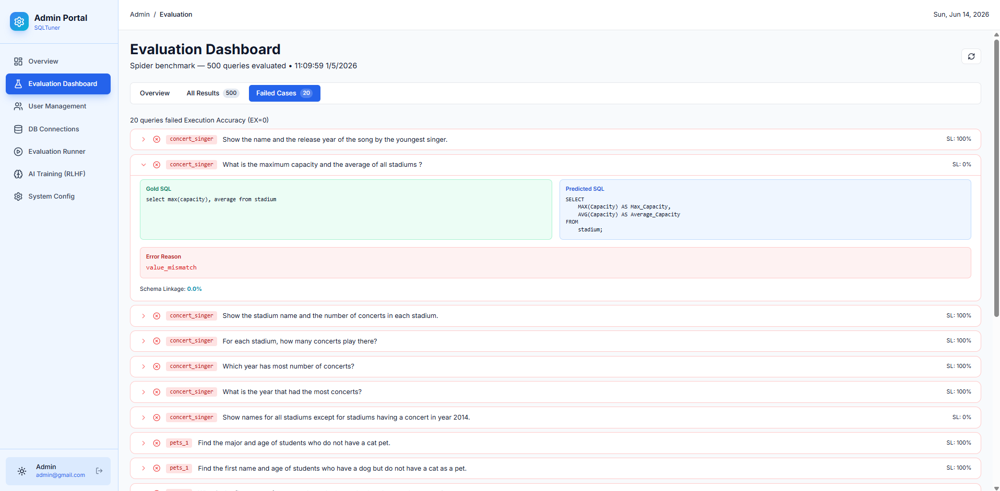 Admin Portal
SQLTuner
Overview
Evaluation Dashboard
User Management
DB Connections
Evaluation Runner
AI Training (RLHF)
System Config
Admin
admin@gmail.com
Admin / Evaluation
Sun, Jun 14, 2026
Evaluation Dashboard
Spider benchmark — 500 queries evaluated • 11:09:59 1/5/2026
Overview All Results 500 Failed Cases 20
20 queries failed Execution Accuracy (EX=0)
concert_singer Show the name and the release year of the song by the youngest singer. SL: 100%
concert_singer What is the maximum capacity and the average of all stadiums ? SL: 0%
Gold SQL
select max(capacity), average from stadium
Predicted SQL
SELECT
MAX(Capacity) AS Max_Capacity,
AVG(Capacity) AS Average_Capacity
FROM
stadium;
Error Reason
value_mismatch
Schema Linkage: 0.0%
concert_singer Show the stadium name and the number of concerts in each stadium. SL: 100%
concert_singer For each stadium, how many concerts play there? SL: 100%
concert_singer Which year has most number of concerts? SL: 100%
concert_singer What is the year that had the most concerts? SL: 100%
concert_singer Show names for all stadiums except for stadiums having a concert in year 2014. SL: 0%
pets_1 Find the major and age of students who do not have a cat pet. SL: 100%
pets_1 Find the first name and age of students who have a dog but do not have a cat as a pet. SL: 100%